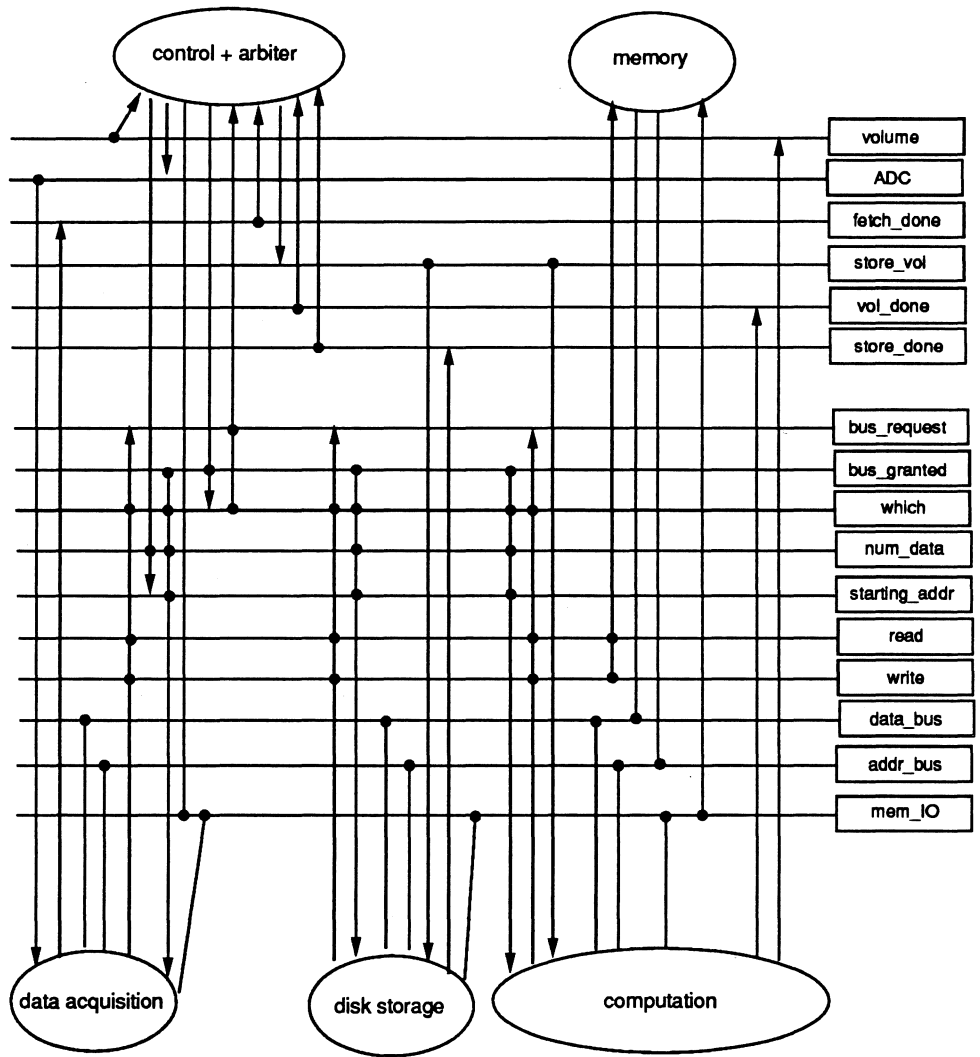 control + arbiter
memory
volume
ADC
fetch_done
store_vol
vol_done
store_done
bus_request
bus_granted
which
num_data
starting_addr
read
write
data_bus
addr_bus
mem_IO
data acquisition
disk storage
computation